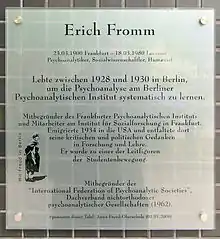 Erich Fromm
23.03.1900 Frankfurt - 18.03.1980 Locarno
Psychoanalytiker, Sozialwissenschaftler, Humanist
Lebte zwischen 1928 und 1930 in Berlin,
um die Psychoanalyse am Berliner
Psychoanalytischen Institut systematisch zu lernen.
Mitbegründer des Frankfurter Psychoanalytischen Instituts
und Mitarbeiter am Institut für Sozialforschung in Frankfurt.
Emigrierte 1934 in die USA und entfaltete dort
seine kritischen und politischen Gedanken
in Forschung und Lehre.
Er wurde zu einer der Leitfiguren
der Studentenbewegung
Mitbegründer der
"International Federation of Psychoanalytic Societies",
Dachverband nichtorthodoxer
psychoanalytischer Gesellschaften (1962).
mit Freud in Berlin